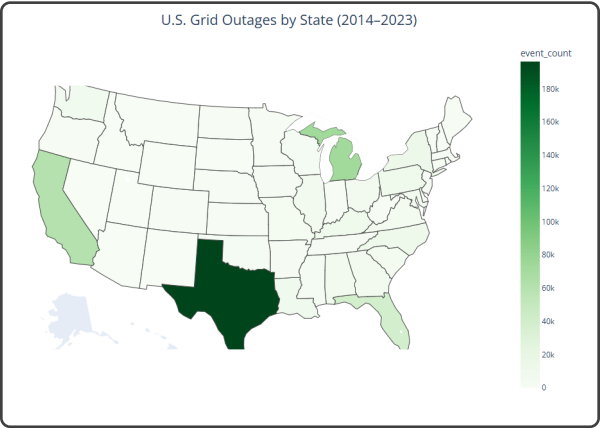 U.S. Grid Outages by State (2014–2023)
event_count
180k
160k
140k
120k
100k
80k
60k
40k
20k
0